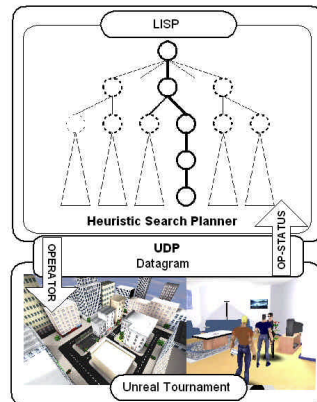 LISP
Heuristic Search Planner
OPERATOR
UDP
Datagram
OP-STATUS
Unreal Tournament